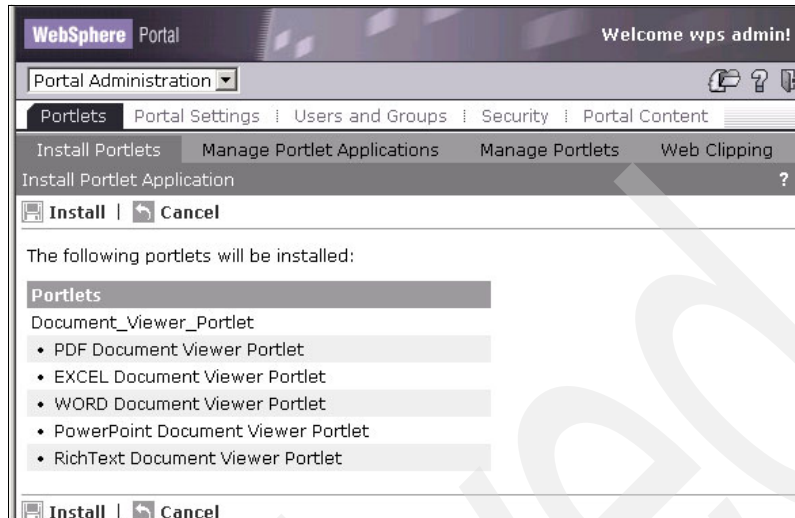 WebSphere Portal Welcome wps admin!
Portal Administration ?
Portlets Portal Settings Users and Groups Security Portal Content
Install Portlets Manage Portlet Applications Manage Portlets Web Clipping
Install Portlet Application ?
Install | Cancel
The following portlets will be installed:
Portlets
Document_Viewer_Portlet
• PDF Document Viewer Portlet
• EXCEL Document Viewer Portlet
• WORD Document Viewer Portlet
• PowerPoint Document Viewer Portlet
• RichText Document Viewer Portlet
Install | Cancel